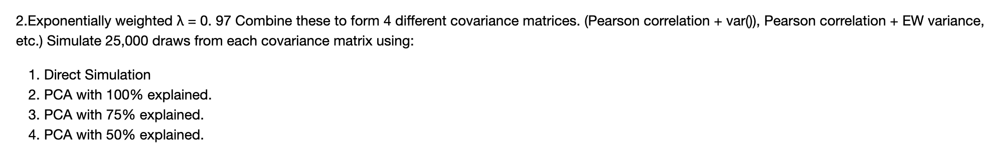 2.Exponentially weighted λ = 0. 97 Combine these to form 4 different covariance matrices. (Pearson correlation + var()), Pearson correlation + EW variance,
etc.) Simulate 25,000 draws from each covariance matrix using:
1. Direct Simulation
2. PCA with 100% explained.
3. PCA with 75% explained.
4. PCA with 50% explained.